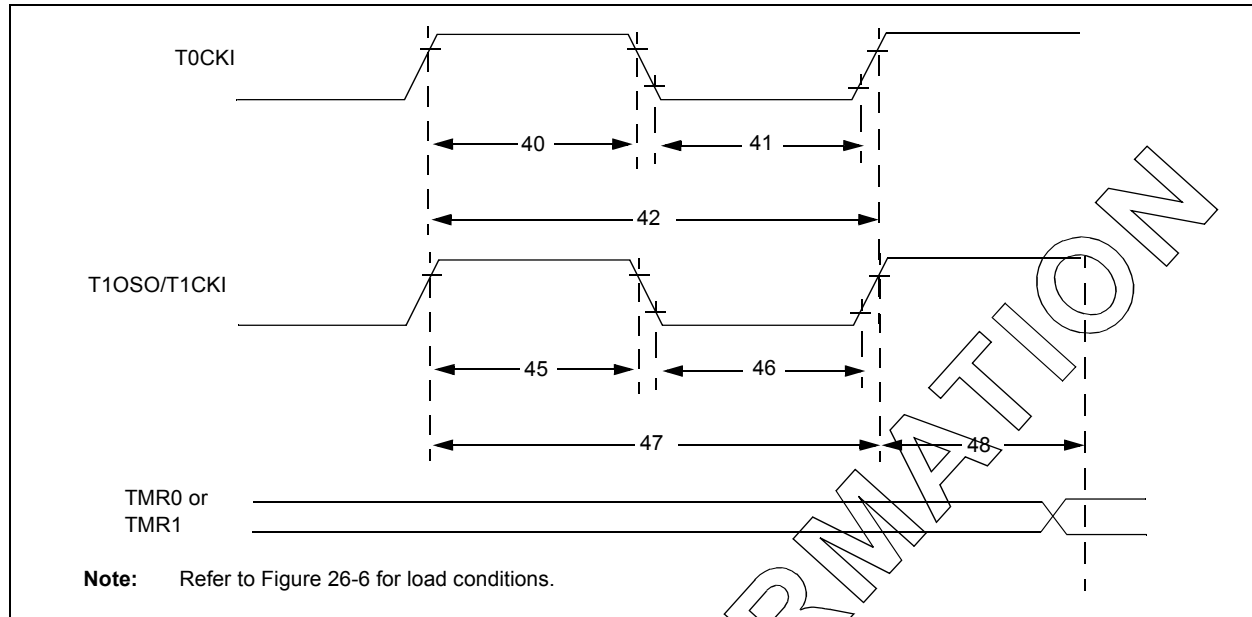 T0CKI
40
41
42
T1OSO/T1CKI
45
46
47
48
TMR0 or
TMR1
Note: Refer to Figure 26-6 for load conditions.
RMATION